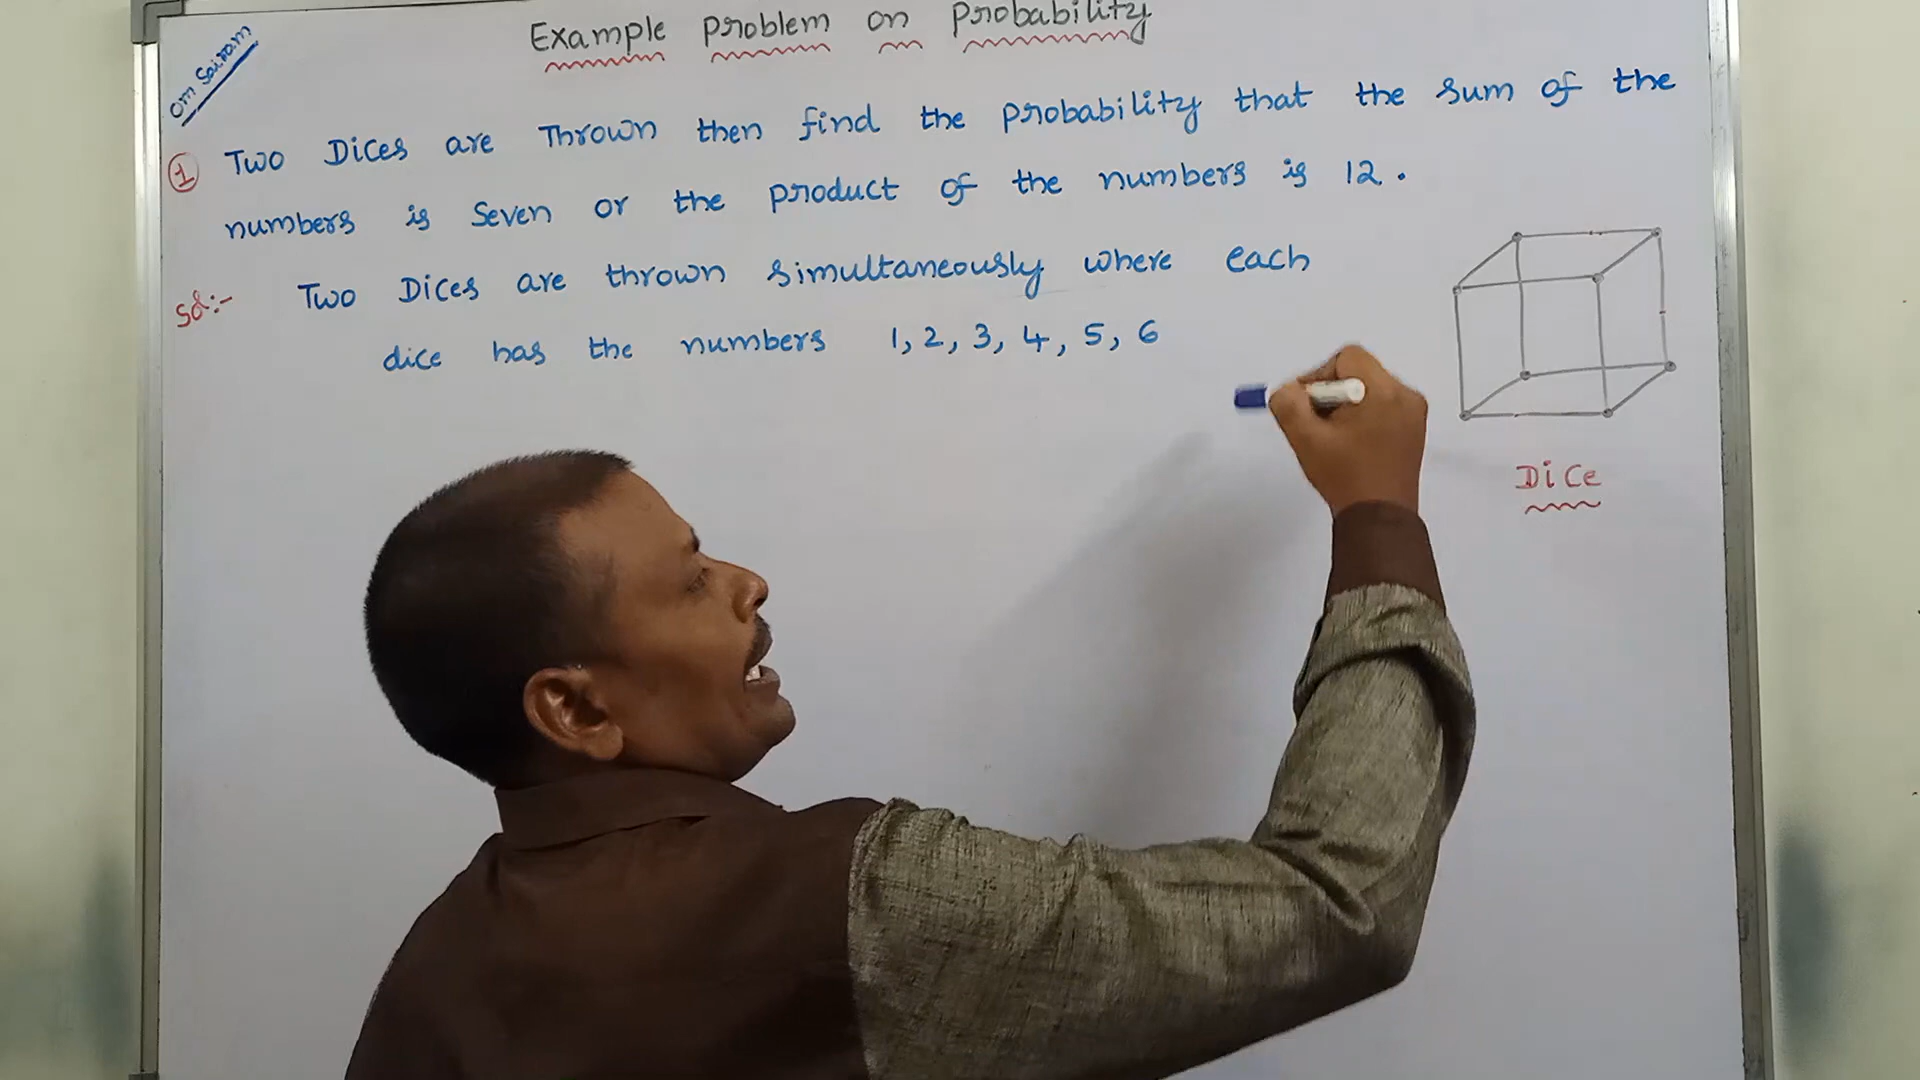 Example Problem on Probability
Om Sairam
1 Two Dices are Thrown then find the probability that the sum of the
numbers is Seven or the product of the numbers is 12.
Sol:- Two Dices are thrown simultaneously where each
dice has the numbers 1, 2, 3, 4, 5, 6
Dice